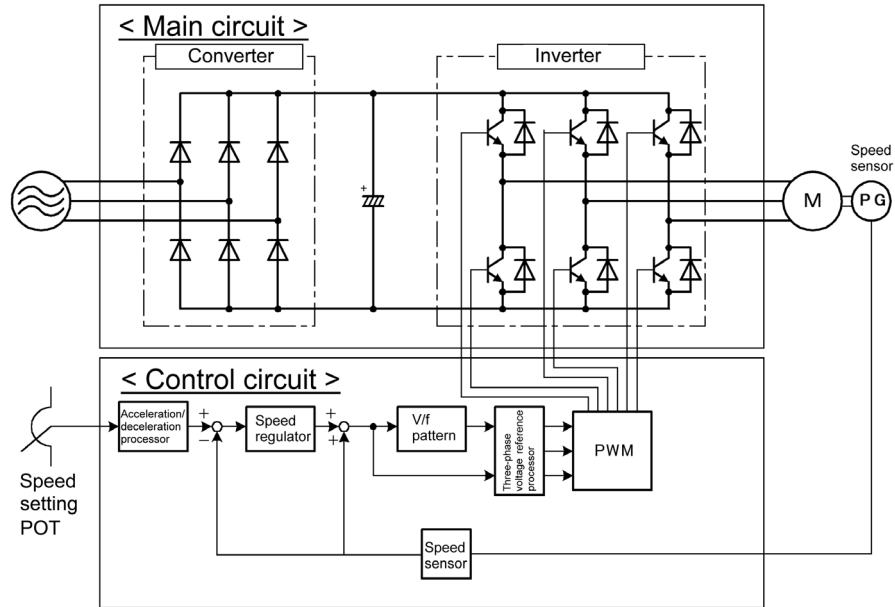 < Main circuit >
Converter
Inverter
+
Speed
sensor
M
PG
< Control circuit >
Acceleration/
deceleration
processor
+
−
Speed
regulator
+
+
V/f
pattern
Three-phase
voltage reference
processor
PWM
Speed
setting
POT
Speed
sensor